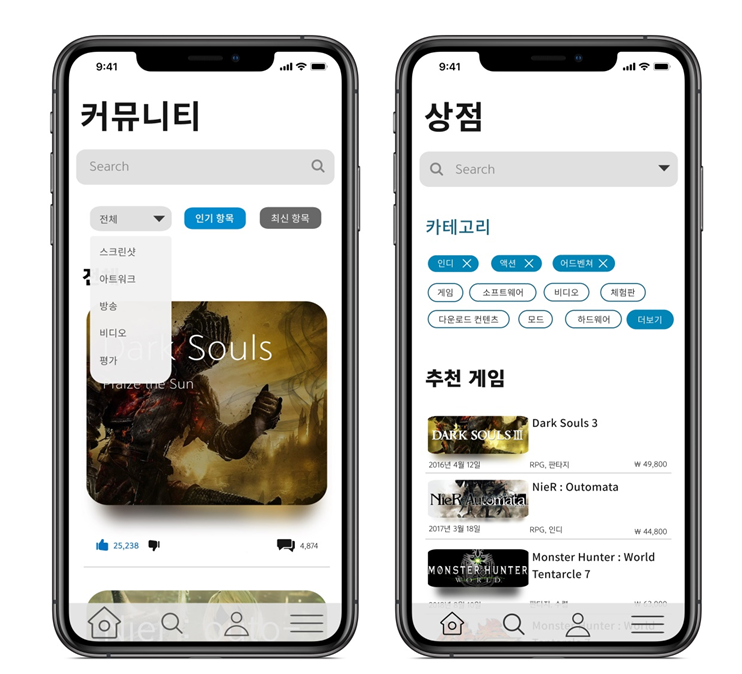 9:41
커뮤니티
Search
전체
인기 항목
최신 항목
스크린샷
아트워크
방송
비디오
평가
Dark Souls
Praize the Sun
25,238
4,874
9:41
상점
Search
카테고리
인디
액션
어드벤쳐
게임
소프트웨어
비디오
체험판
다운로드 컨텐츠
모드
하드웨어
더보기
추천 게임
DARK SOULS III
Dark Souls 3
2016년 4월 12일
RPG, 판타지
₩ 49,800
NieR:Automata
NieR : Outomata
2017년 3월 18일
RPG, 인디
₩ 44,800
MONSTER HUNTER
WORLD
Monster Hunter : World
Tentarcle 7
Monster Hunter : World